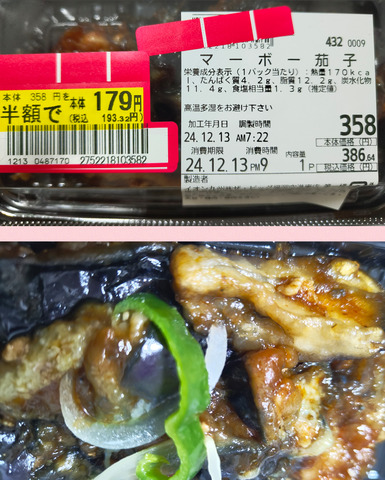 432 0009
2218103582
マーボー茄子
栄養成分表示(1パック当たり):熱量170kca
l、たんぱく質4.2g、脂質12.2g、炭水化物
11.4g、食塩相当量1.3g(推定値)
高温多湿をお避け下さい
加工年月日 調製時間
24.12.13 AM7:22
358
本体価格(円)
消費期限 消費時間
24.12.13 PM9
内容量
1P
386.64
税込価格(円)
製造者
本体 358 円を
半額で
本体 179円
(税込 193.32円)
1213 0487170 2752218103582